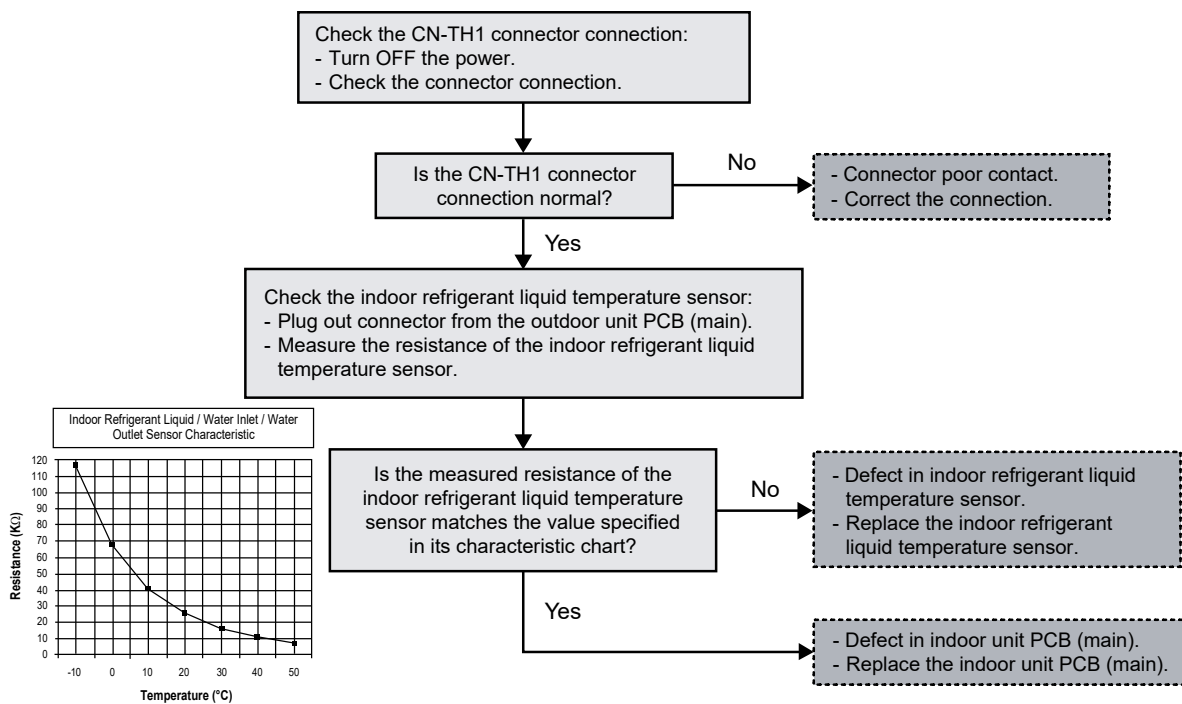 Check the CN-TH1 connector connection:
- Turn OFF the power.
- Check the connector connection.
Is the CN-TH1 connector
connection normal?
No
- Connector poor contact.
- Correct the connection.
Yes
Check the indoor refrigerant liquid temperature sensor:
- Plug out connector from the outdoor unit PCB (main).
- Measure the resistance of the indoor refrigerant liquid
temperature sensor.
Indoor Refrigerant Liquid / Water Inlet / Water
Outlet Sensor Characteristic
Resistance (KΩ)
120
110
100
90
80
70
60
50
40
30
20
10
0
-10 0 10 20 30 40 50
Temperature (°C)
Is the measured resistance of the
indoor refrigerant liquid temperature
sensor matches the value specified
in its characteristic chart?
No
- Defect in indoor refrigerant liquid
temperature sensor.
- Replace the indoor refrigerant
liquid temperature sensor.
Yes
- Defect in indoor unit PCB (main).
- Replace the indoor unit PCB (main).